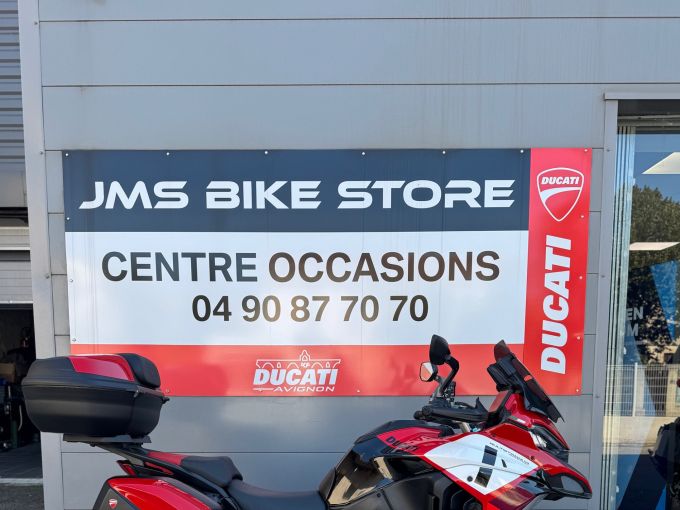 JMS BIKE STORE
CENTRE OCCASIONS
04 90 87 70 70
DUCATI
AVIGNON
DUCATI
DUCATI